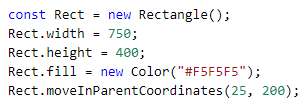 const Rect = new Rectangle();
Rect.width = 750;
Rect.height = 400;
Rect.fill = new Color("#F5F5F5");
Rect.moveInParentCoordinates(25, 200);